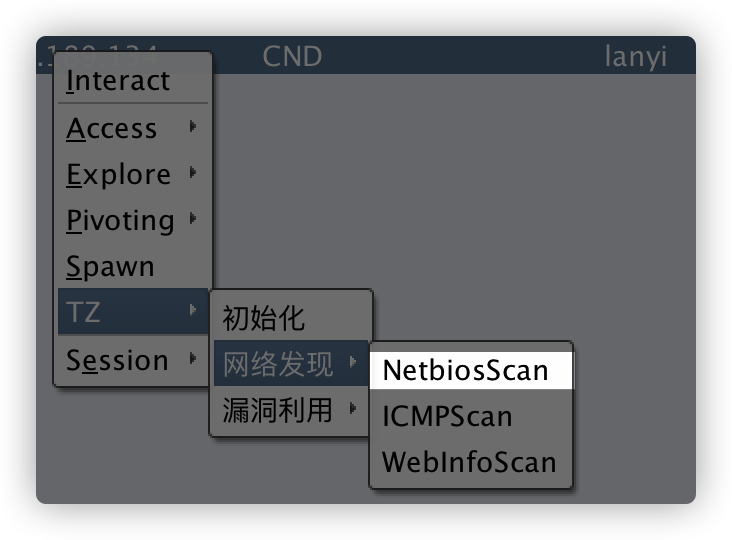 .189.134 CND lanyi
Interact
Access
Explore
Pivoting
Spawn
TZ
Session
初始化
网络发现
漏洞利用
NetbiosScan
ICMPScan
WebInfoScan